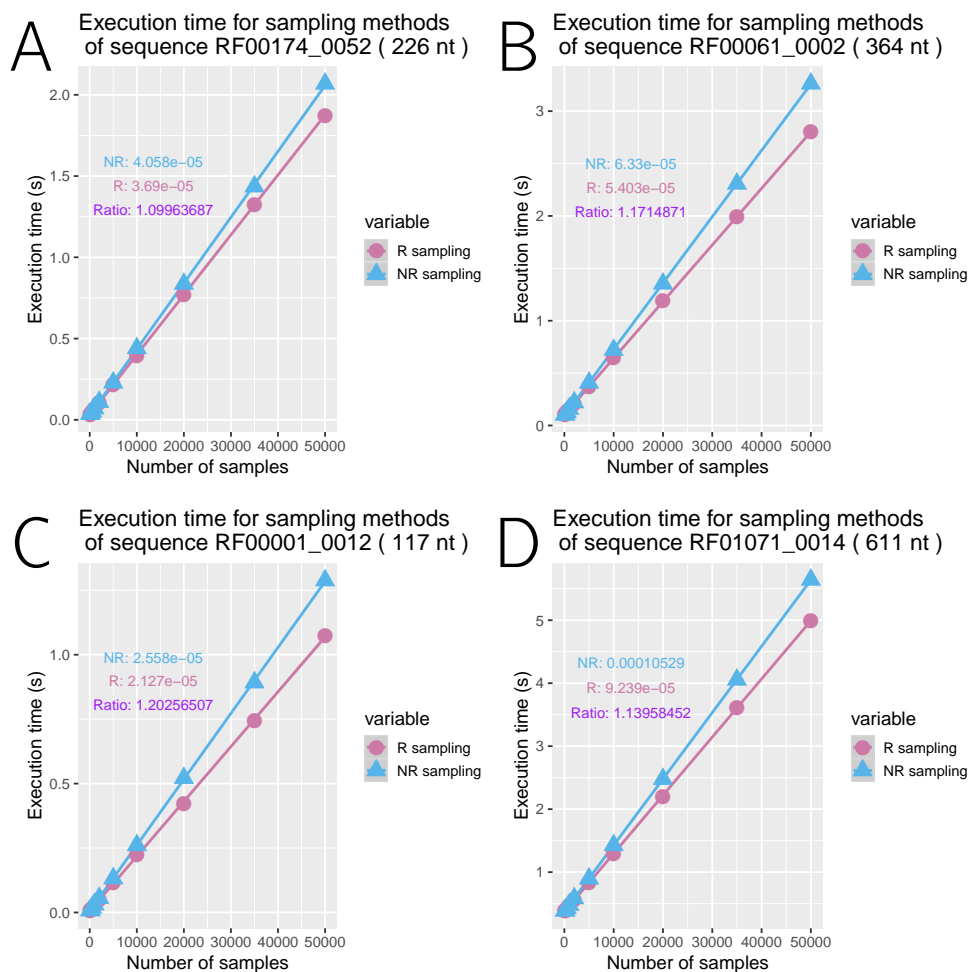 A
Execution time for sampling methods
of sequence RF00174_0052 ( 226 nt )
Execution time (s)
2.0
1.5
1.0
0.5
0.0
NR: 4.058e−05
R: 3.69e−05
Ratio: 1.09963687
0 10000 20000 30000 40000 50000
Number of samples
variable
R sampling
NR sampling
B
Execution time for sampling methods
of sequence RF00061_0002 ( 364 nt )
Execution time (s)
3
2
1
0
NR: 6.33e−05
R: 5.403e−05
Ratio: 1.1714871
0 10000 20000 30000 40000 50000
Number of samples
variable
R sampling
NR sampling
C
Execution time for sampling methods
of sequence RF00001_0012 ( 117 nt )
Execution time (s)
1.0
0.5
0.0
NR: 2.558e−05
R: 2.127e−05
Ratio: 1.20256507
0 10000 20000 30000 40000 50000
Number of samples
variable
R sampling
NR sampling
D
Execution time for sampling methods
of sequence RF01071_0014 ( 611 nt )
Execution time (s)
5
4
3
2
1
NR: 0.00010529
R: 9.239e−05
Ratio: 1.13958452
0 10000 20000 30000 40000 50000
Number of samples
variable
R sampling
NR sampling